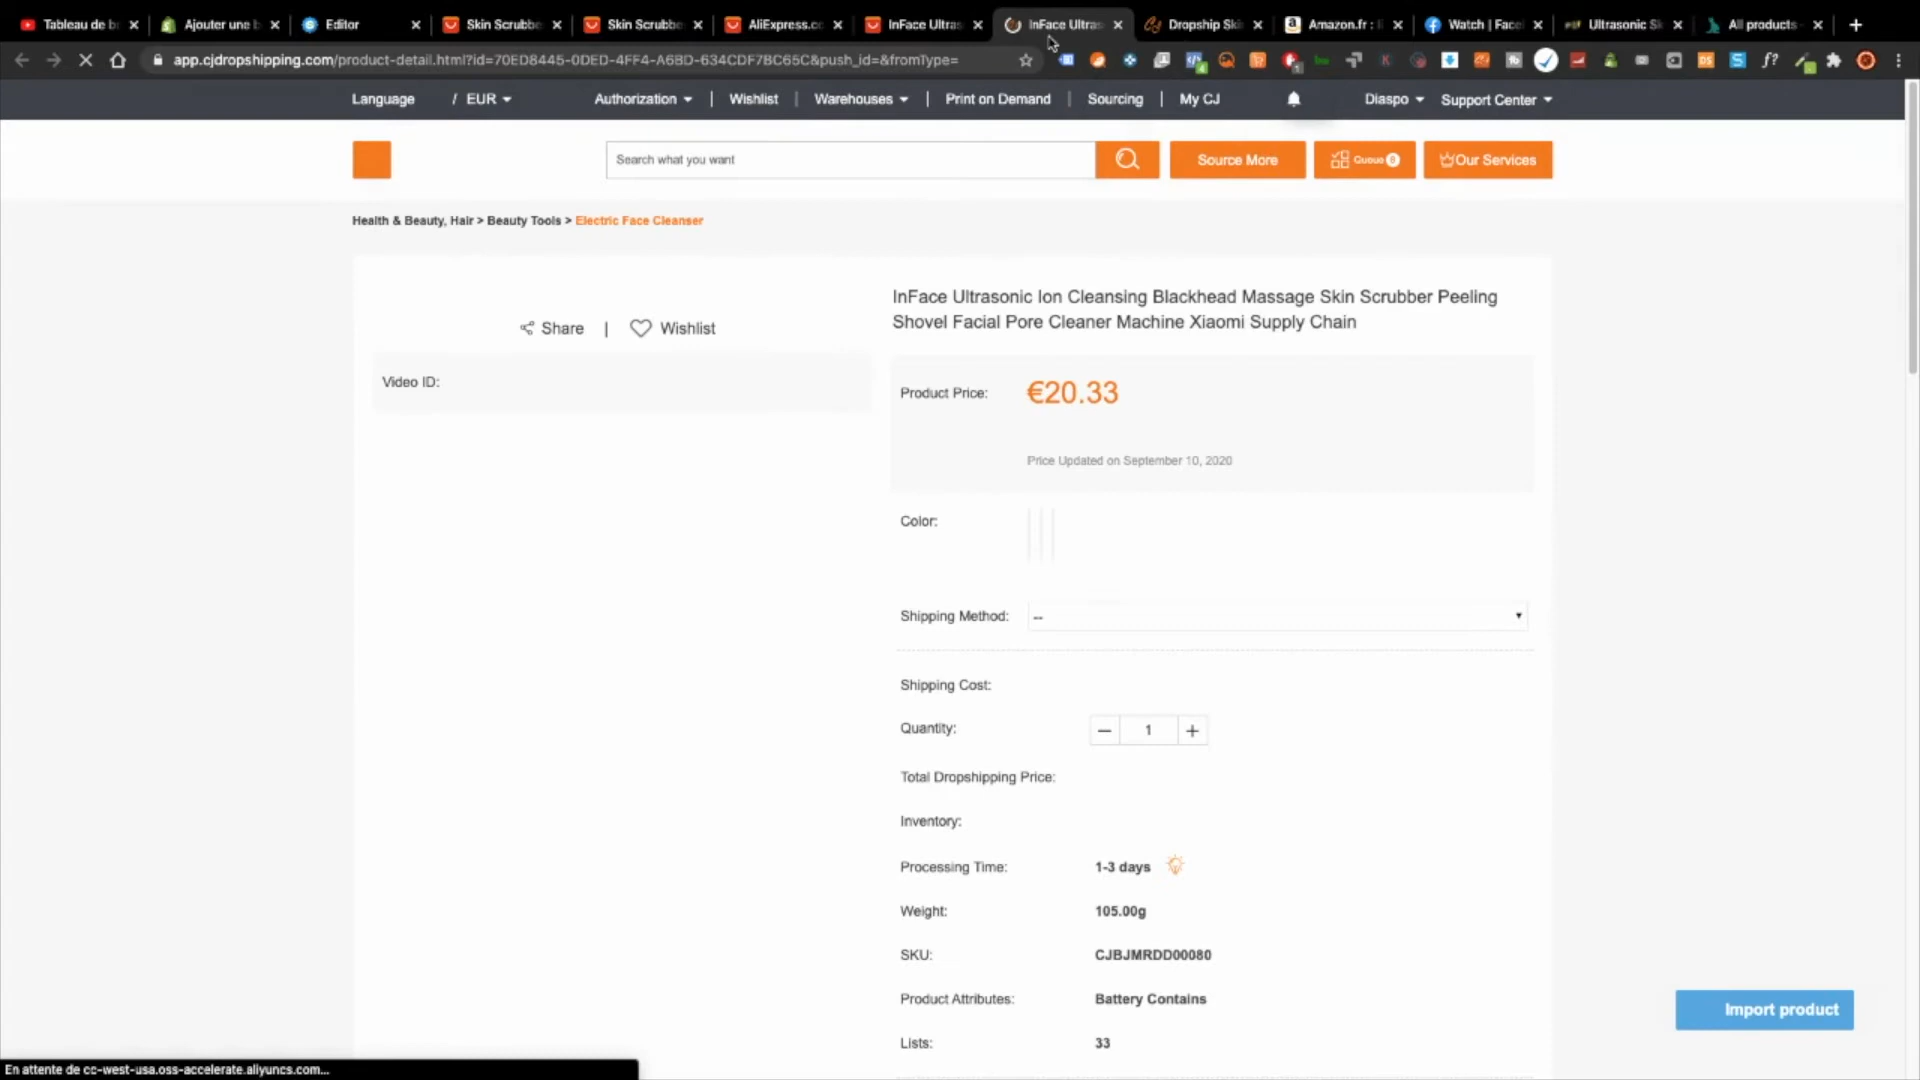 Tableau de b
Ajouter une b
Editor
Skin Scrubbe
Skin Scrubbe
AliExpress.co
InFace Ultras
InFace Ultras
Dropship Ski
Amazon.fr : l
Watch | Face
Ultrasonic Sk
All products
app.cjdropshipping.com/product-detail.html?id=70ED8445-0DED-4FF4-A6BD-634CDF7BC65C&push_id=&fromType=
Language / EUR Authorization | Wishlist | Warehouses | Print on Demand | Sourcing | My CJ Diaspo Support Center
Search what you want
Source More
Queue 0
Our Services
Health & Beauty, Hair > Beauty Tools > Electric Face Cleanser
InFace Ultrasonic Ion Cleansing Blackhead Massage Skin Scrubber Peeling
Shovel Facial Pore Cleaner Machine Xiaomi Supply Chain
Share | Wishlist
Video ID:
Product Price: €20.33
Price Updated on September 10, 2020
Color:
Shipping Method: --
Shipping Cost:
Quantity: − 1 +
Total Dropshipping Price:
Inventory:
Processing Time: 1-3 days
Weight: 105.00g
SKU: CJBJMRDD00080
Product Attributes: Battery Contains
Lists: 33
Import product
En attente de cc-west-usa.oss-accelerate.aliyuncs.com...